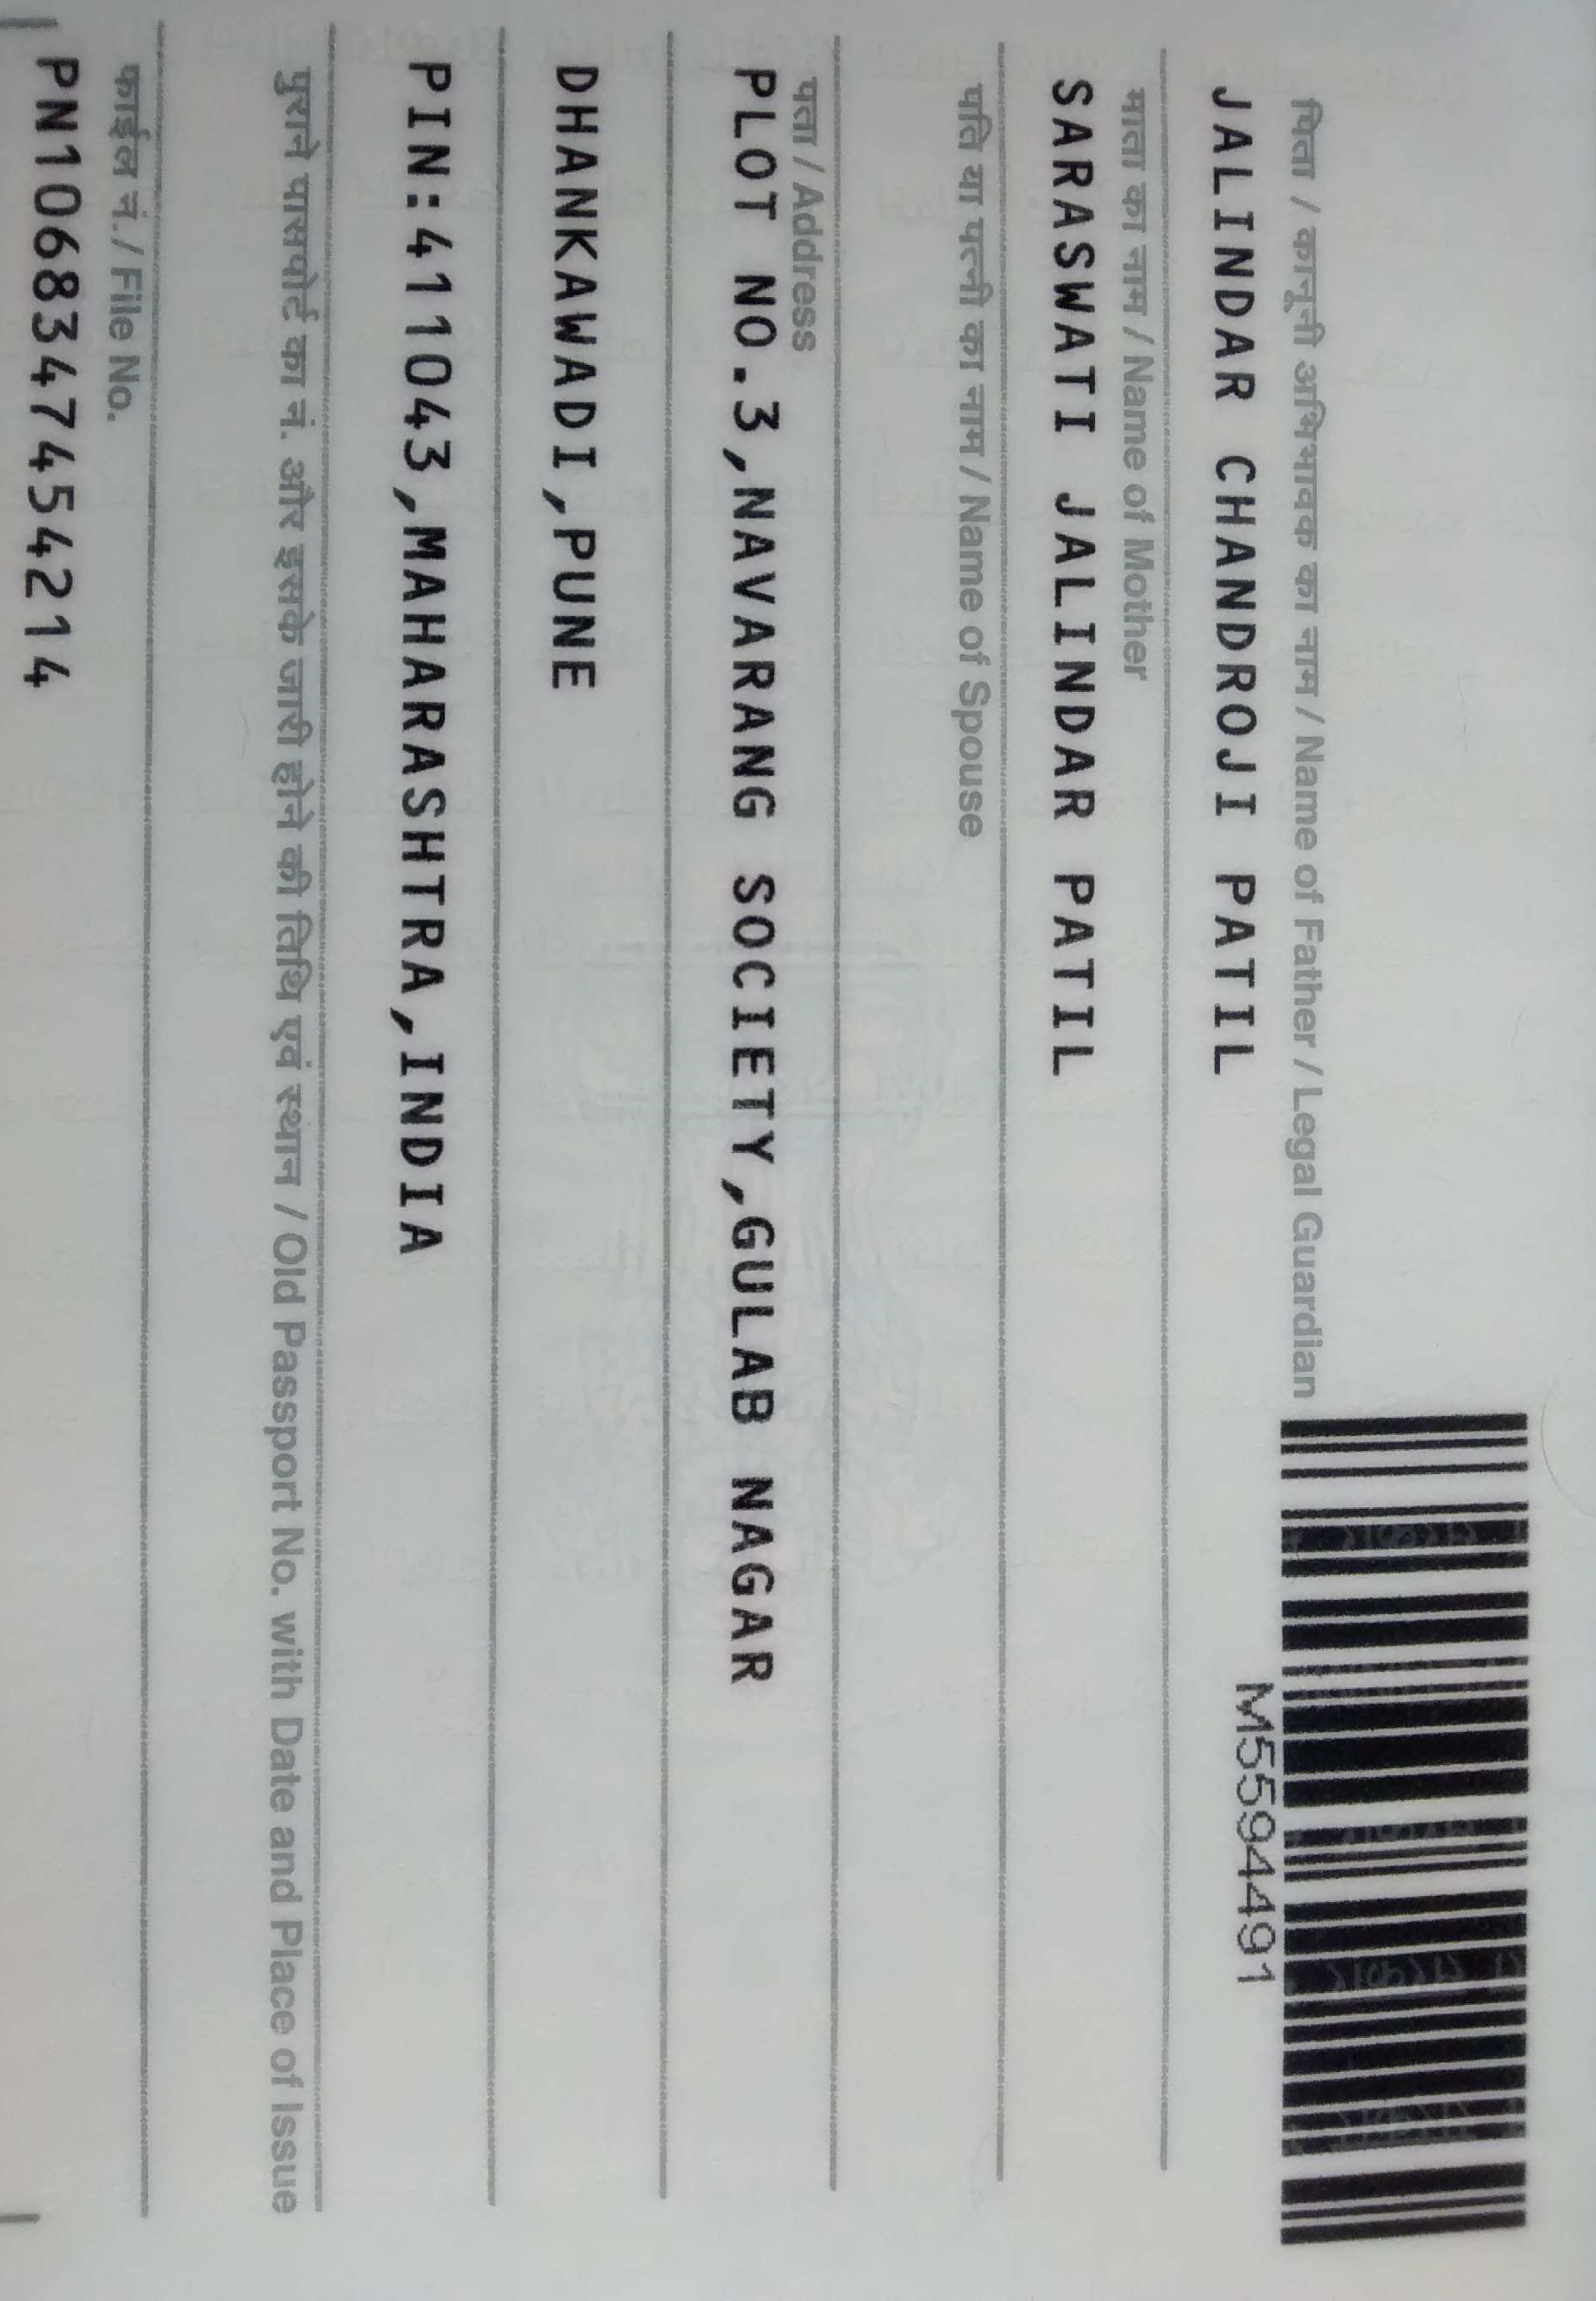 पिता / कानूनी अभिभावक का नाम / Name of Father / Legal Guardian
M5594491
JALINDAR CHANDROJI PATIL
माता का नाम / Name of Mother
SARASWATI JALINDAR PATIL
पति या पत्नी का नाम / Name of Spouse
पता / Address
PLOT NO.3,NAVARANG SOCIETY,GULAB NAGAR
DHANKAWADI,PUNE
PIN:411043,MAHARASHTRA,INDIA
पुराने पासपोर्ट का नं. और इसके जारी होने की तिथि एवं स्थान / Old Passport No. with Date and Place of Issue
फाईल नं./ File No.
PN1068347454214